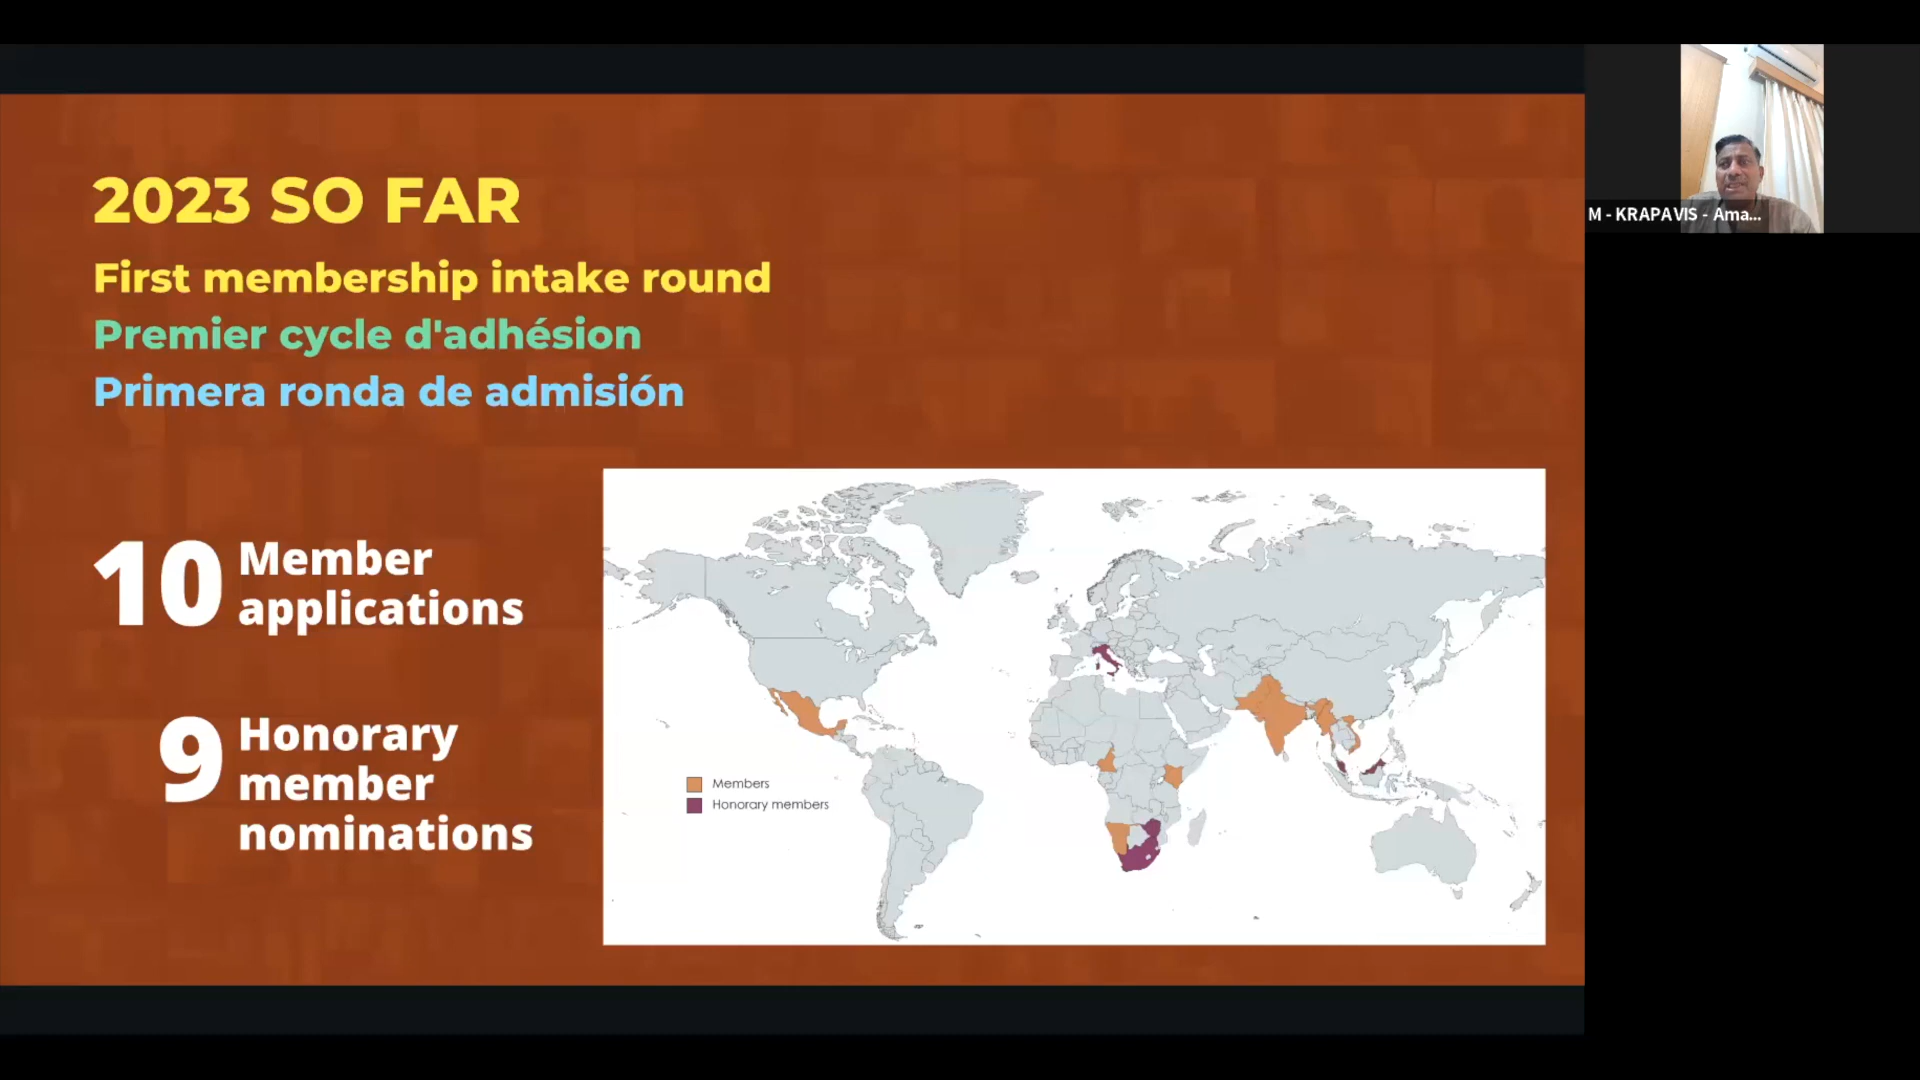 2023 SO FAR
First membership intake round
Premier cycle d'adhésion
Primera ronda de admisión
10 Member
applications
9 Honorary
member
nominations
Members
Honorary members
M - KRAPAVIS - Ama...